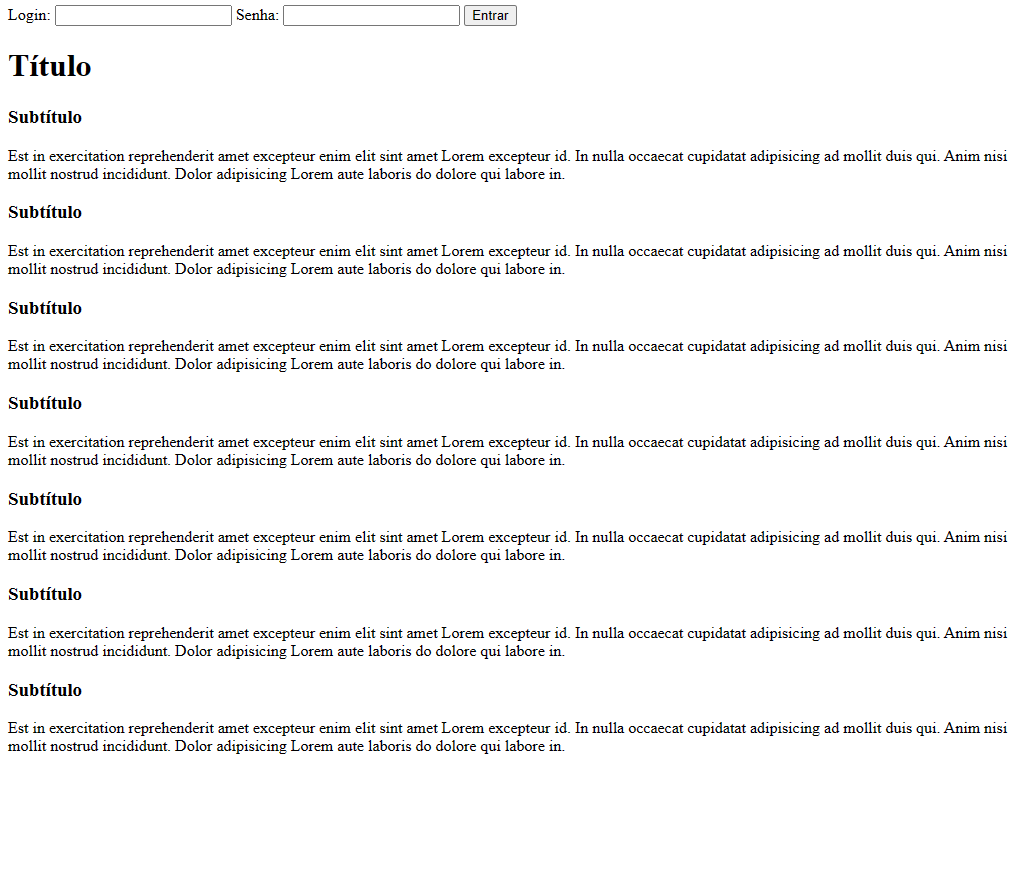 Login: Senha: Entrar
Título
Subtítulo
Est in exercitation reprehenderit amet excepteur enim elit sint amet Lorem excepteur id. In nulla occaecat cupidatat adipisicing ad mollit duis qui. Anim nisi
mollit nostrud incididunt. Dolor adipisicing Lorem aute laboris do dolore qui labore in.
Subtítulo
Est in exercitation reprehenderit amet excepteur enim elit sint amet Lorem excepteur id. In nulla occaecat cupidatat adipisicing ad mollit duis qui. Anim nisi
mollit nostrud incididunt. Dolor adipisicing Lorem aute laboris do dolore qui labore in.
Subtítulo
Est in exercitation reprehenderit amet excepteur enim elit sint amet Lorem excepteur id. In nulla occaecat cupidatat adipisicing ad mollit duis qui. Anim nisi
mollit nostrud incididunt. Dolor adipisicing Lorem aute laboris do dolore qui labore in.
Subtítulo
Est in exercitation reprehenderit amet excepteur enim elit sint amet Lorem excepteur id. In nulla occaecat cupidatat adipisicing ad mollit duis qui. Anim nisi
mollit nostrud incididunt. Dolor adipisicing Lorem aute laboris do dolore qui labore in.
Subtítulo
Est in exercitation reprehenderit amet excepteur enim elit sint amet Lorem excepteur id. In nulla occaecat cupidatat adipisicing ad mollit duis qui. Anim nisi
mollit nostrud incididunt. Dolor adipisicing Lorem aute laboris do dolore qui labore in.
Subtítulo
Est in exercitation reprehenderit amet excepteur enim elit sint amet Lorem excepteur id. In nulla occaecat cupidatat adipisicing ad mollit duis qui. Anim nisi
mollit nostrud incididunt. Dolor adipisicing Lorem aute laboris do dolore qui labore in.
Subtítulo
Est in exercitation reprehenderit amet excepteur enim elit sint amet Lorem excepteur id. In nulla occaecat cupidatat adipisicing ad mollit duis qui. Anim nisi
mollit nostrud incididunt. Dolor adipisicing Lorem aute laboris do dolore qui labore in.